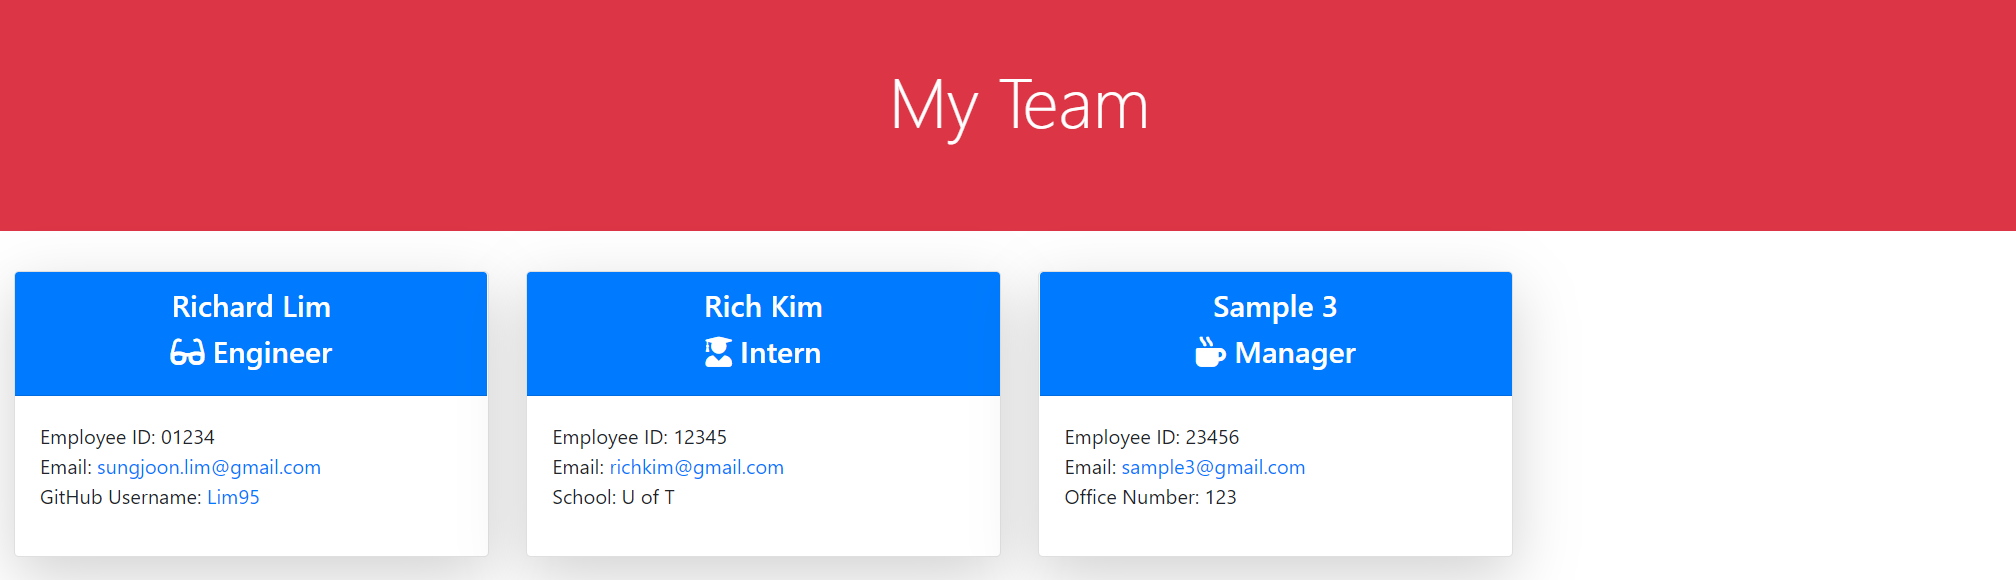 My Team
Richard Lim
Engineer
Employee ID: 01234
Email: sungjoon.lim@gmail.com
GitHub Username: Lim95
Rich Kim
Intern
Employee ID: 12345
Email: richkim@gmail.com
School: U of T
Sample 3
Manager
Employee ID: 23456
Email: sample3@gmail.com
Office Number: 123